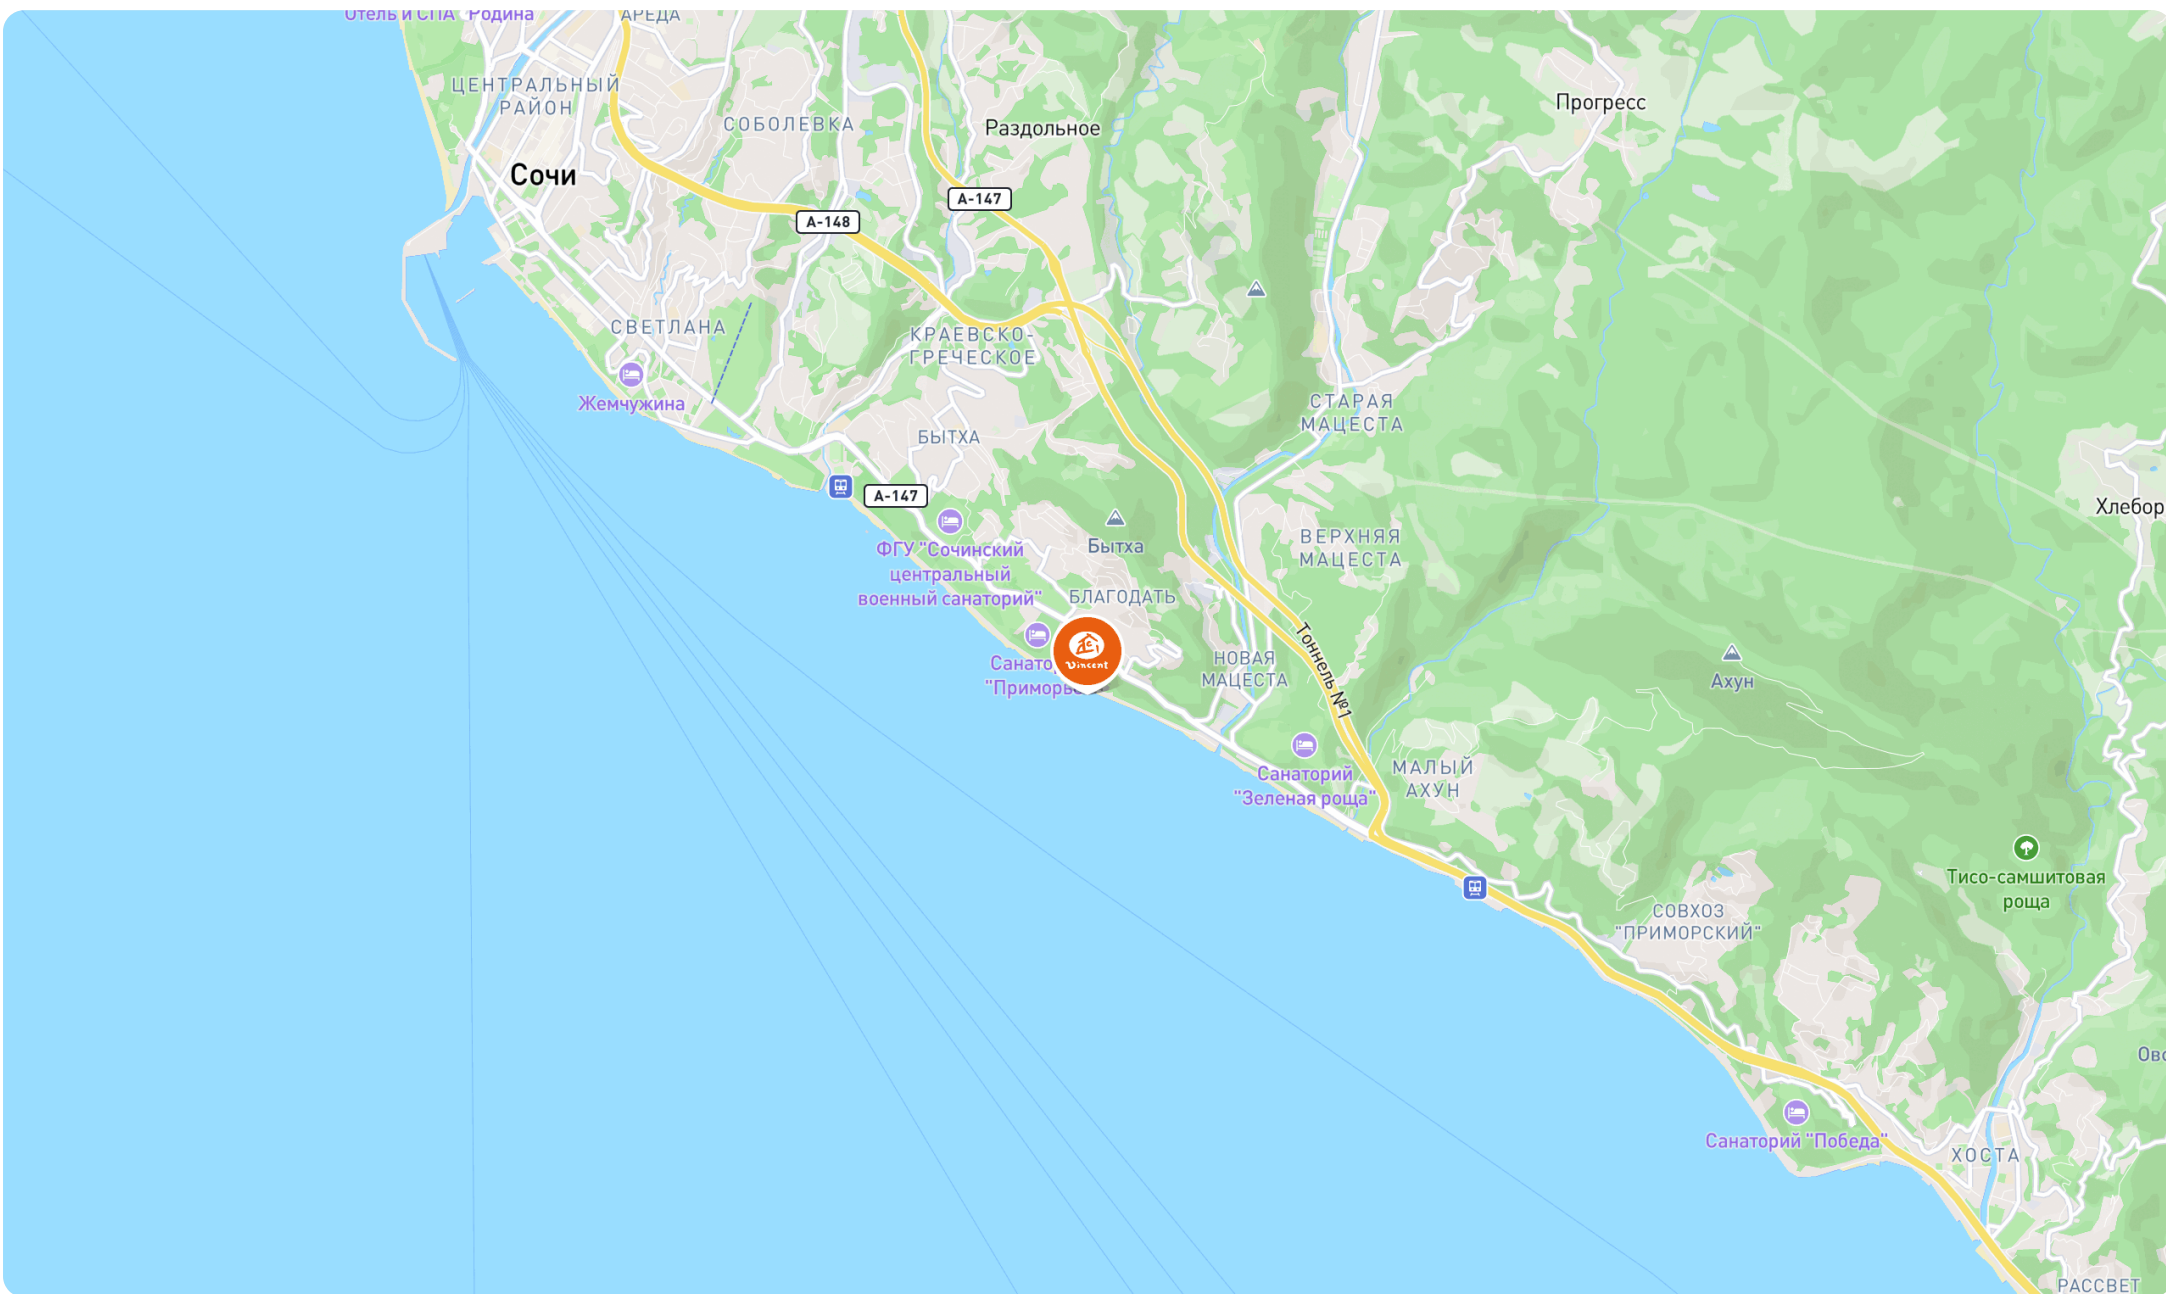 Отель и СПА "Родина
АРЕДА
ЦЕНТРАЛЬНЫЙ
РАЙОН
СОБОЛЕВКА
Раздольное
Прогресс
Сочи
А-147
А-148
СВЕТЛАНА
КРАЕВСКО-
ГРЕЧЕСКОЕ
Жемчужина
СТАРАЯ
МАЦЕСТА
БЫТХА
А-147
Хлебор
ФГУ "Сочинский
центральный
военный санаторий"
Бытха
ВЕРХНЯЯ
МАЦЕСТА
БЛАГОДАТЬ
Vincent
Санато
"Приморь
НОВАЯ
МАЦЕСТА
Тоннель №1
Ахун
Санаторий
"Зеленая роща"
МАЛЫЙ
АХУН
Тисо-самшитовая
роща
СОВХОЗ
"ПРИМОРСКИЙ"
Ово
Санаторий "Победа"
ХОСТА
РАССВЕТ